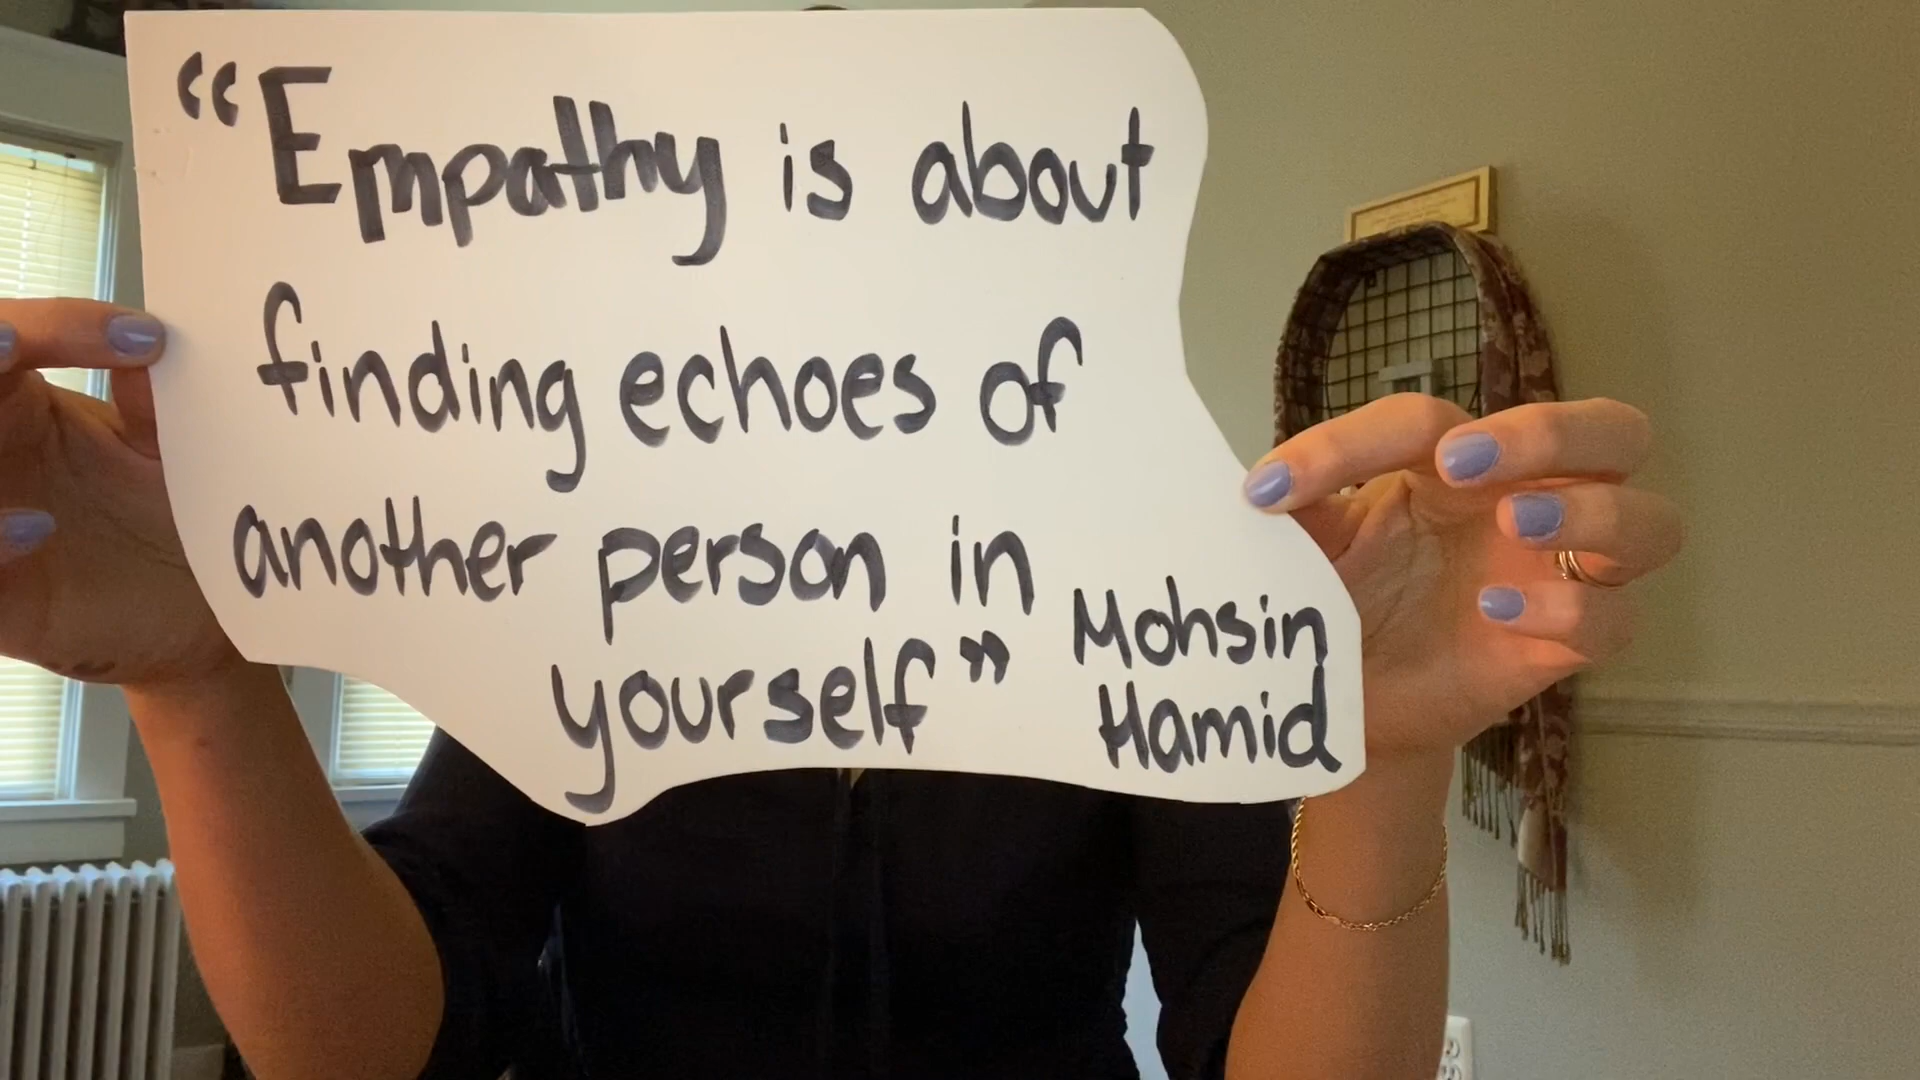 “Empathy is about
finding echoes of
another person in
yourself”
Mohsin
Hamid